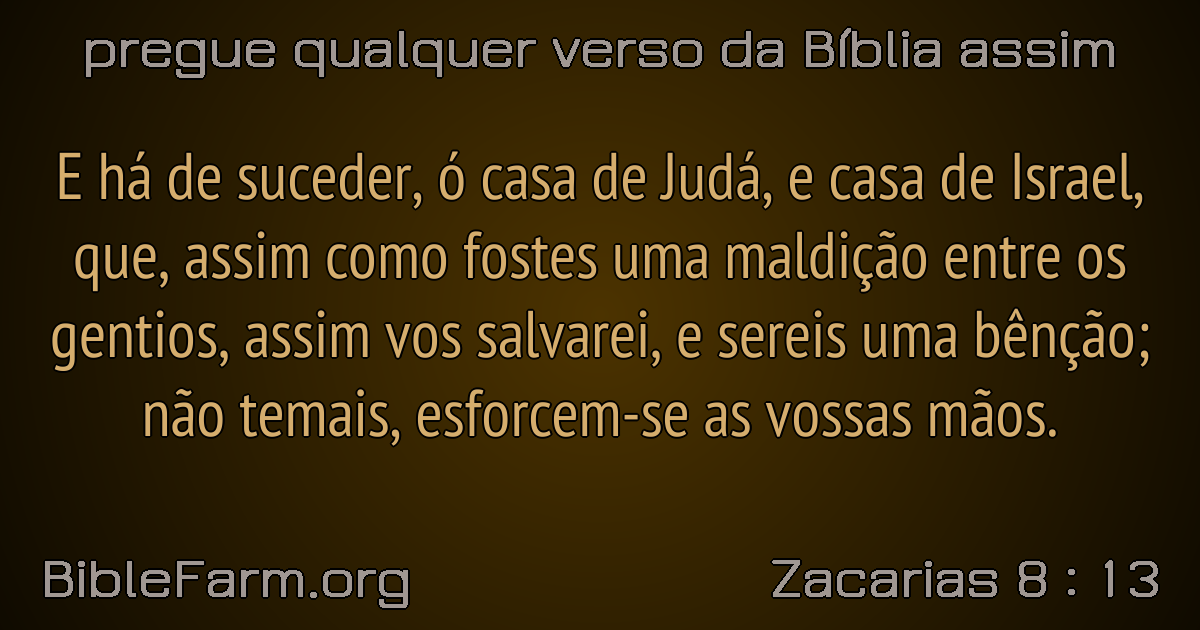 pregue qualquer verso da Bíblia assim
E há de suceder, ó casa de Judá, e casa de Israel,
que, assim como fostes uma maldição entre os
gentios, assim vos salvarei, e sereis uma bênção;
não temais, esforcem-se as vossas mãos.
BibleFarm.org
Zacarias 8 : 13